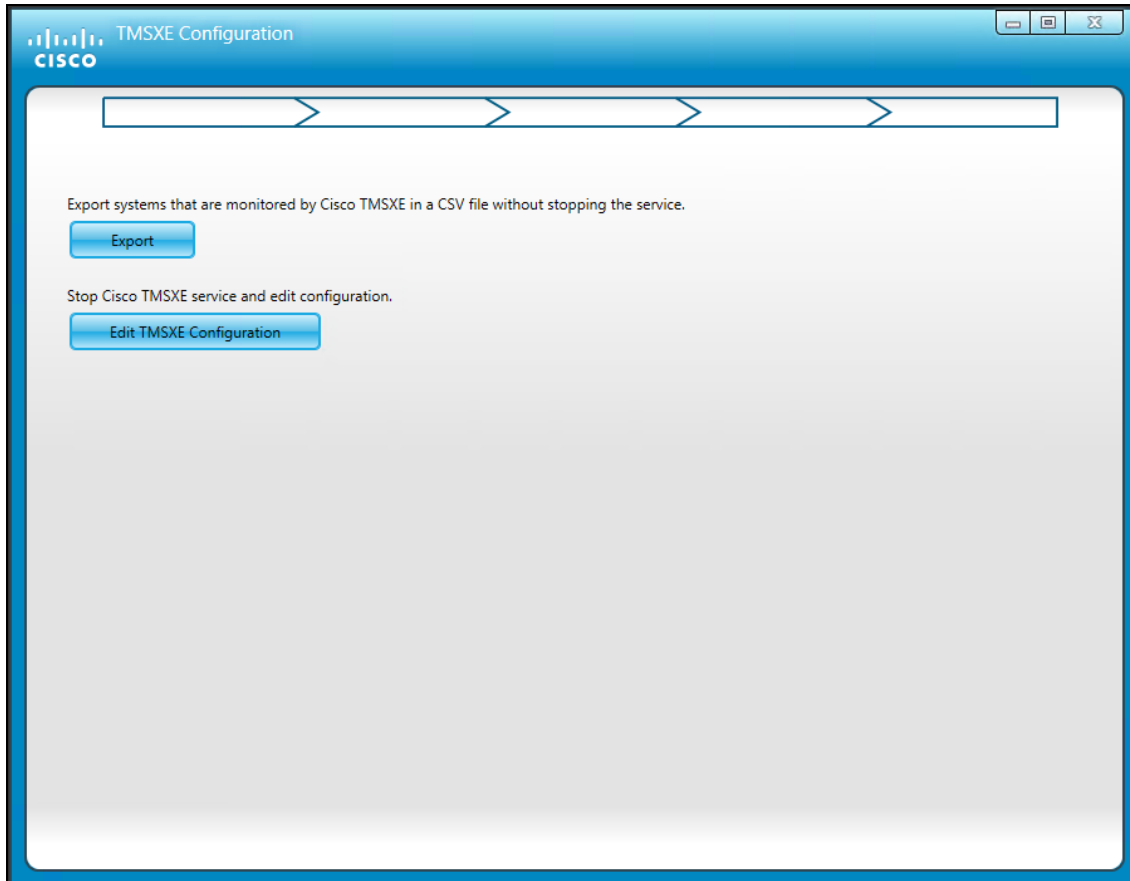 TMSXE Configuration
CISCO
Export systems that are monitored by Cisco TMSXE in a CSV file without stopping the service.
Export
Stop Cisco TMSXE service and edit configuration.
Edit TMSXE Configuration